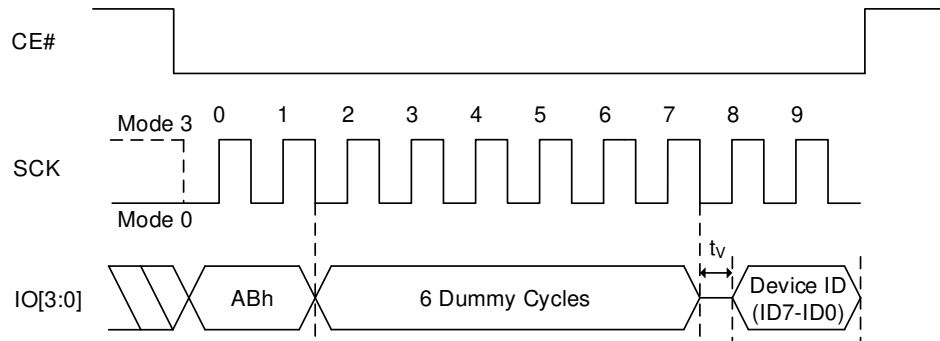 CE#
Mode 3
0 1 2 3 4 5 6 7 8 9
SCK
Mode 0
tV
IO[3:0]
ABh
6 Dummy Cycles
Device ID
(ID7-ID0)